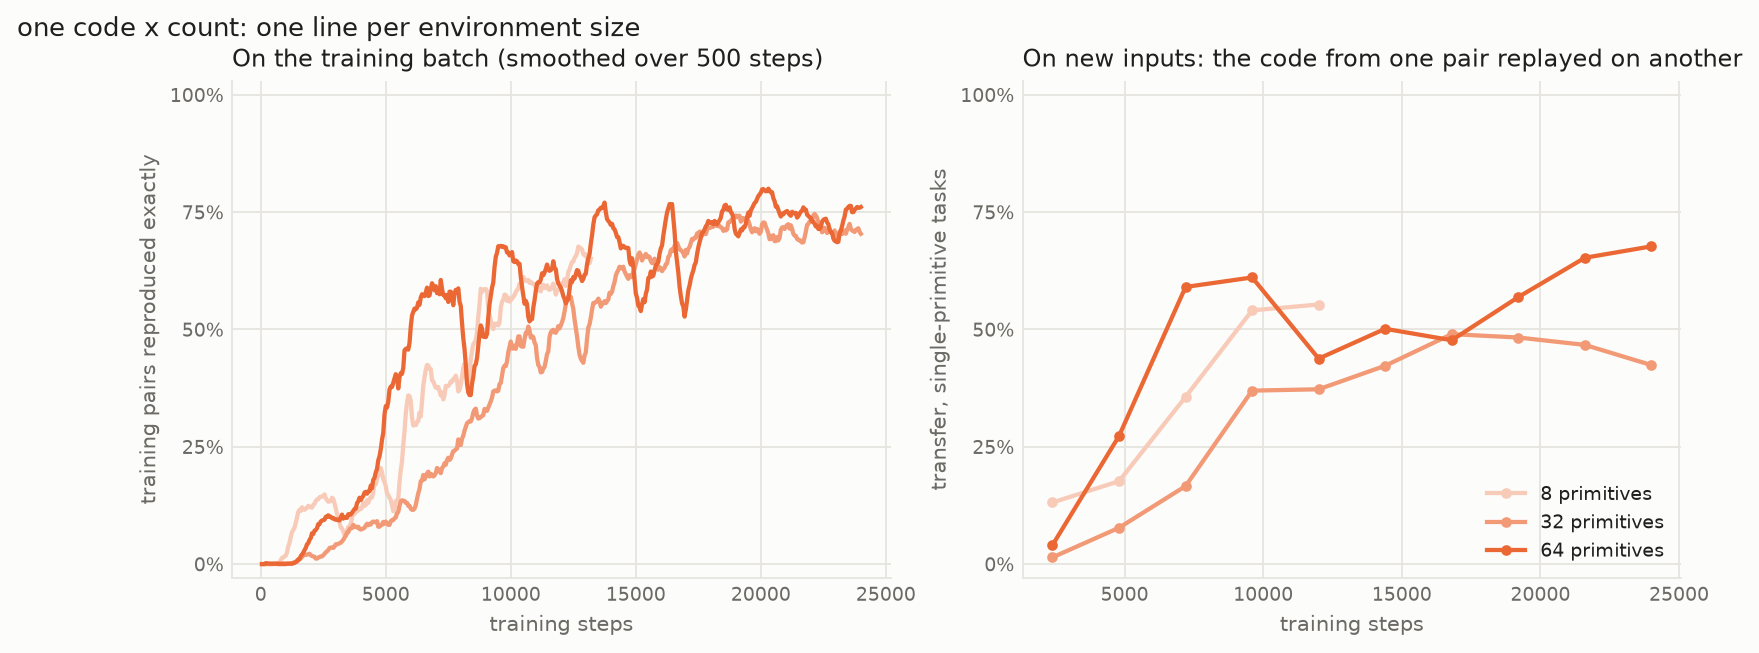 one code x count: one line per environment size
On the training batch (smoothed over 500 steps)
training pairs reproduced exactly
100%
75%
50%
25%
0%
0
5000
10000
15000
20000
25000
training steps
On new inputs: the code from one pair replayed on another
transfer, single-primitive tasks
100%
75%
50%
25%
0%
8 primitives
32 primitives
64 primitives
5000
10000
15000
20000
25000
training steps